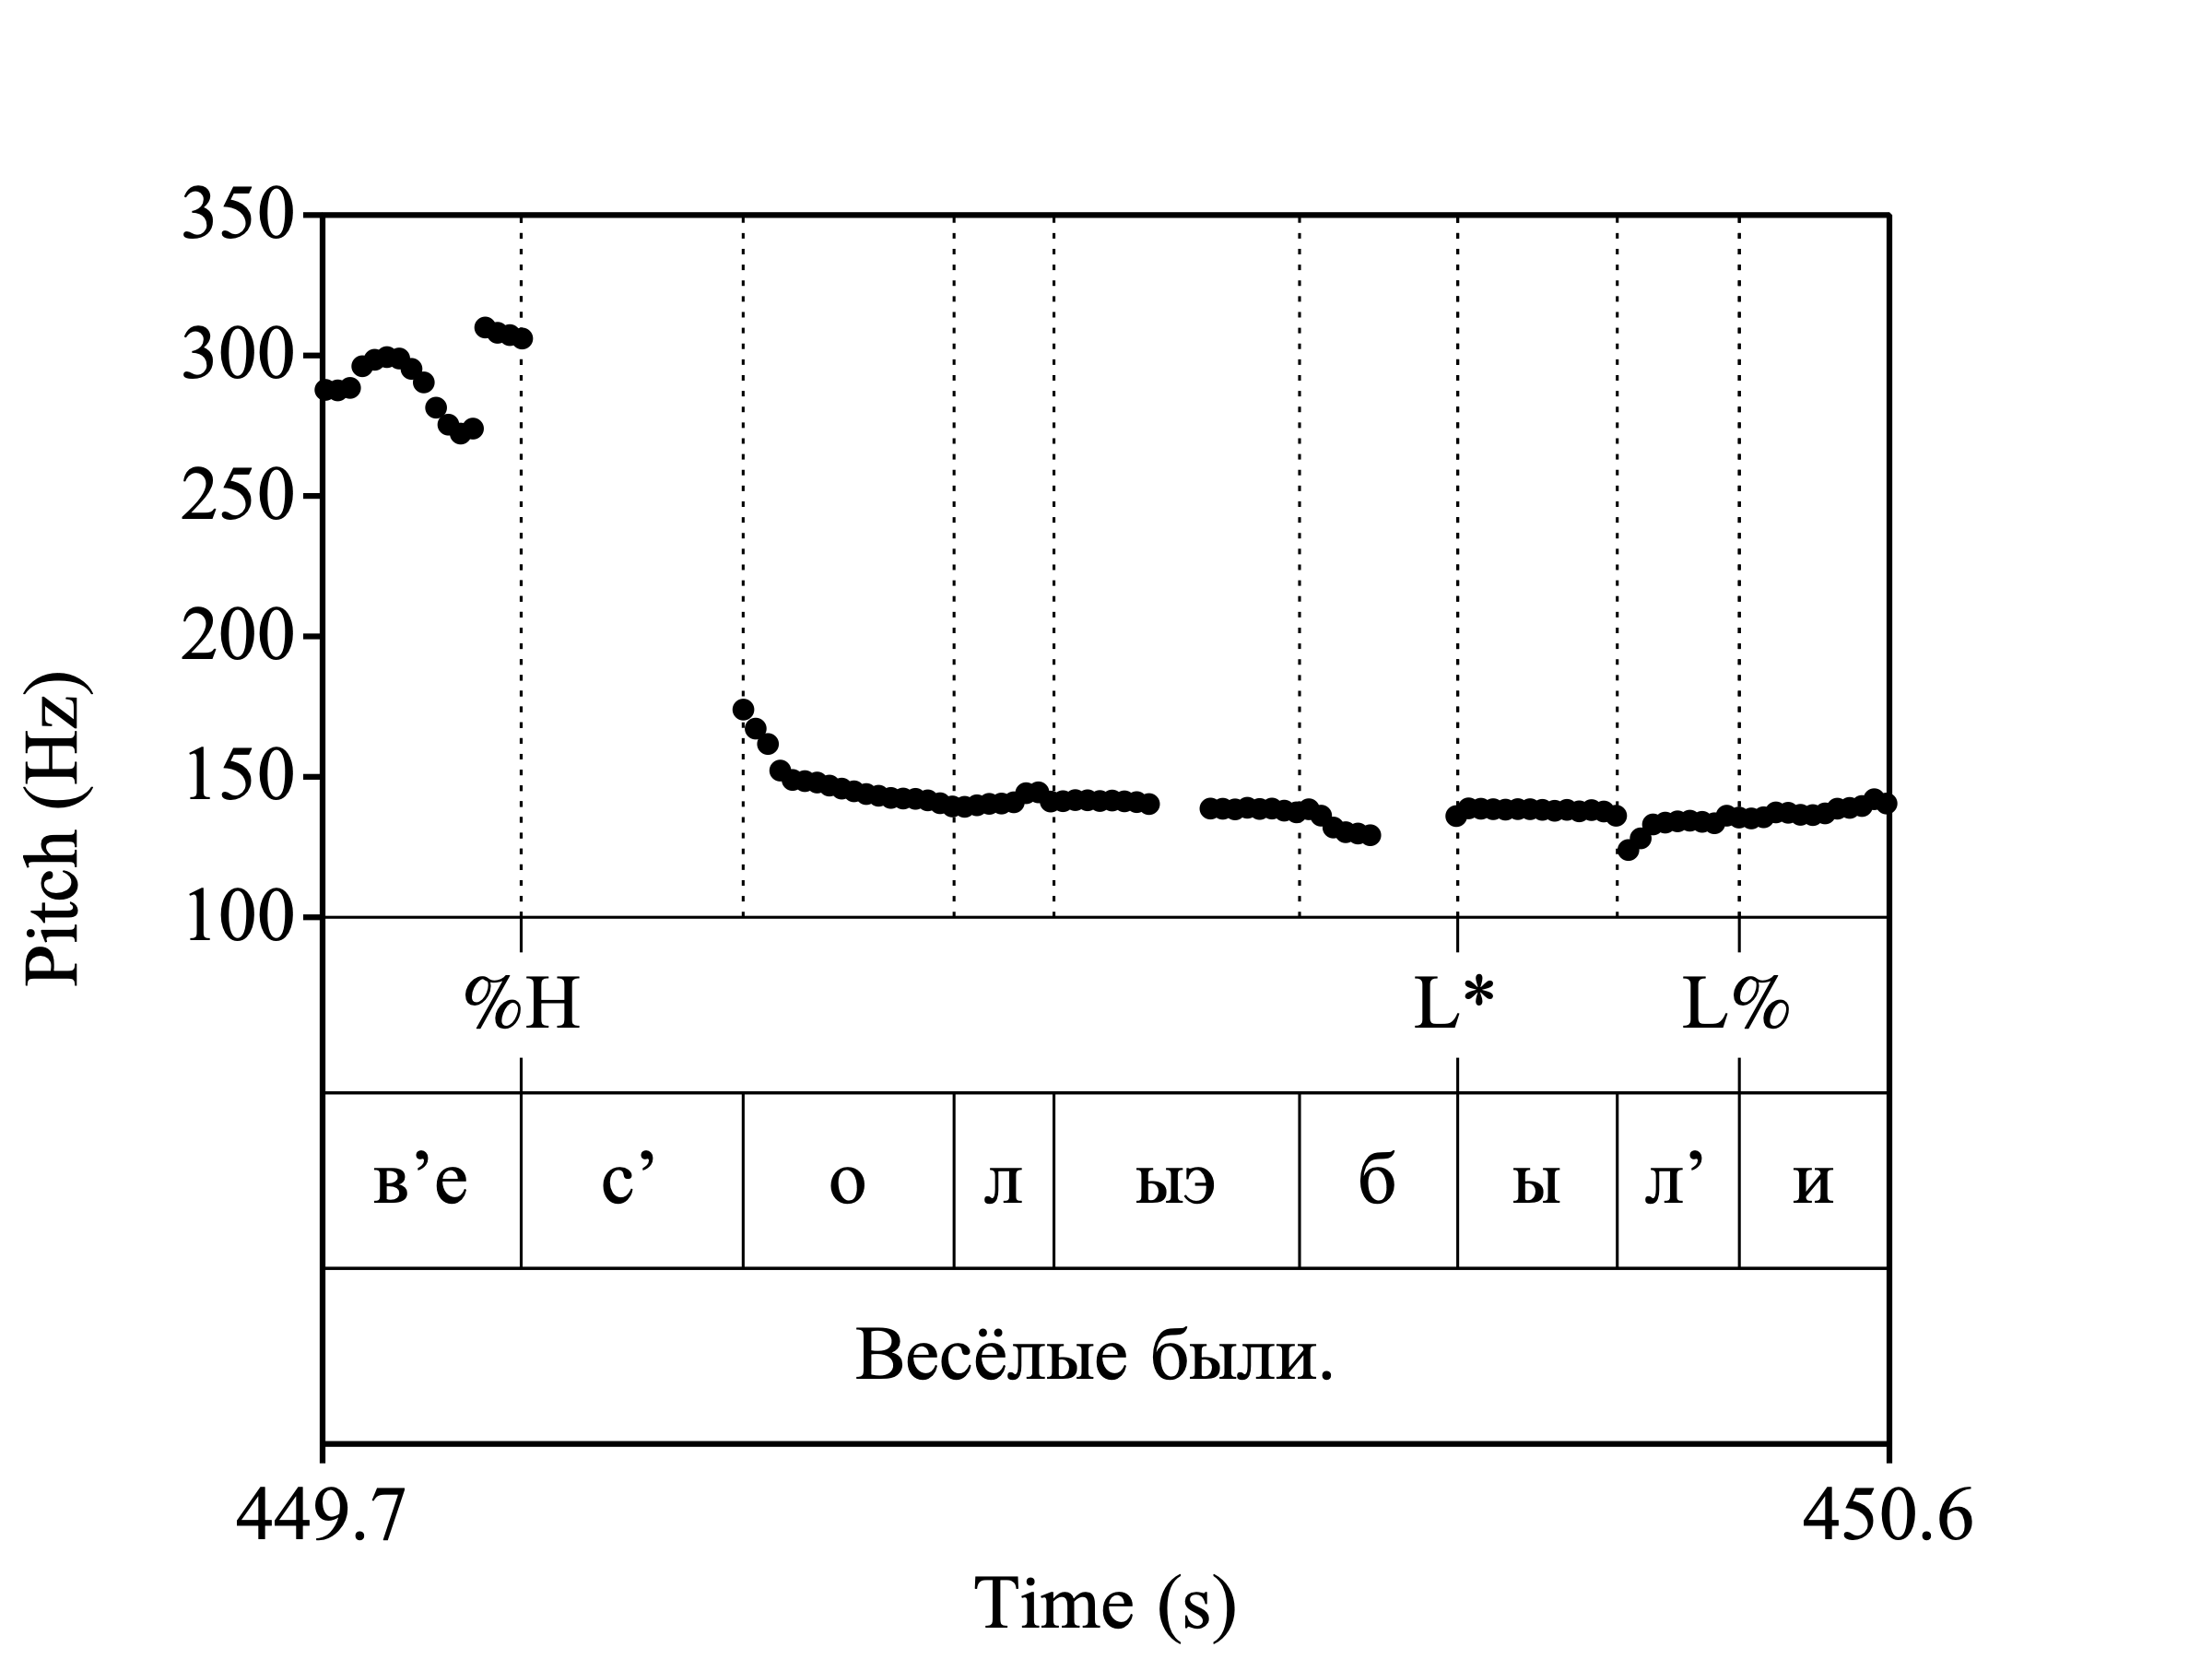 350
300
250
200
150
100
Pitch (Hz)
%H L* L%
в’е с’ о л ыэ б ы л’ и
Весёлые были.
449.7 450.6
Time (s)